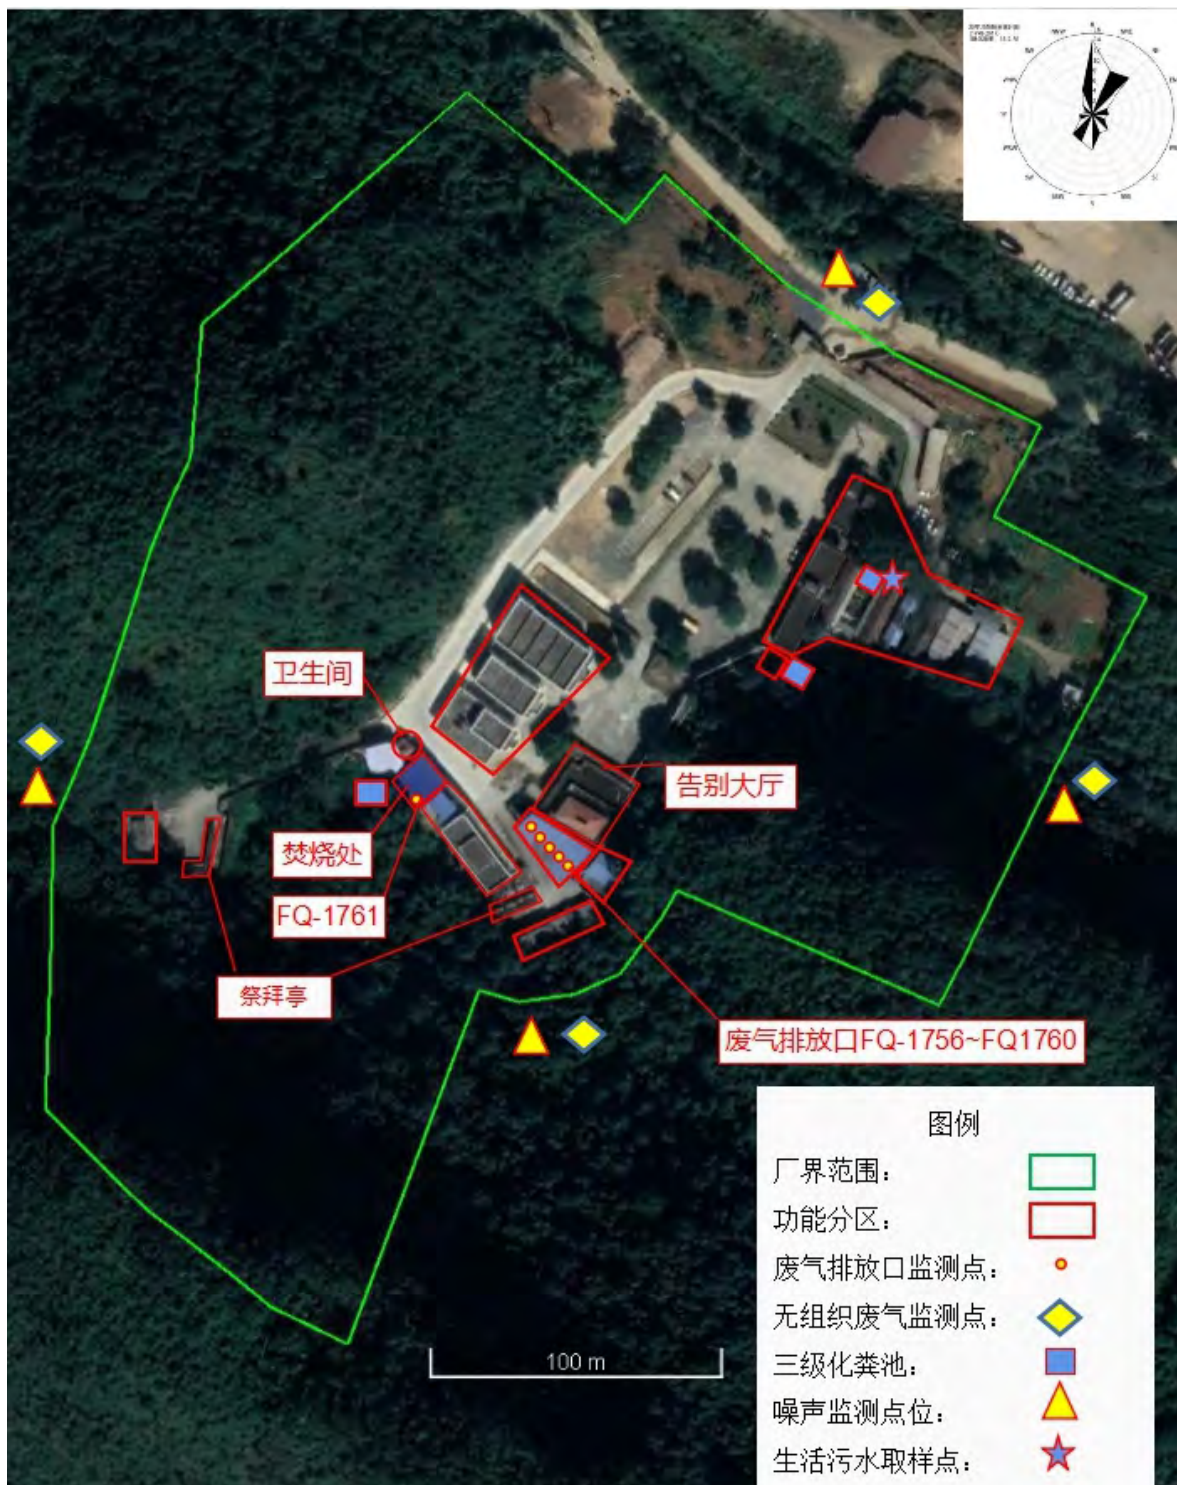 卫生间
告别大厅
焚烧处
FQ-1761
祭拜亭
废气排放口FQ-1756~FQ1760
100 m
图例
厂界范围：
功能分区：
废气排放口监测点：
无组织废气监测点：
三级化粪池：
噪声监测点位：
生活污水取样点：